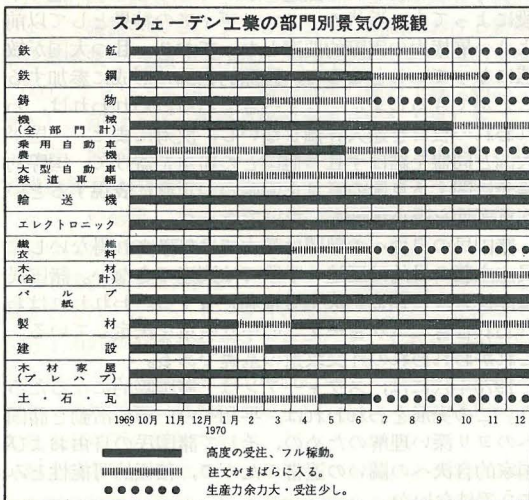 スウェーデン工業の部門別景気の概観
鉄鉱
鉄鋼
鋳物
機械
(全部門計)
乗用自動車
農機
大型自動車
鉄道車輛
輸送機
エレクトロニック
繊維
衣料
木材
(合計)
パルプ
紙
製材
建設
木材家屋
(プレハブ)
土・石・瓦
1969 10月 11月 12月 1月 2 3 4 5 6 7 8 9 10 11 12
1970
高度の受注、フル稼動。
注文がまばらに入る。
生産力余力大・受注少し。